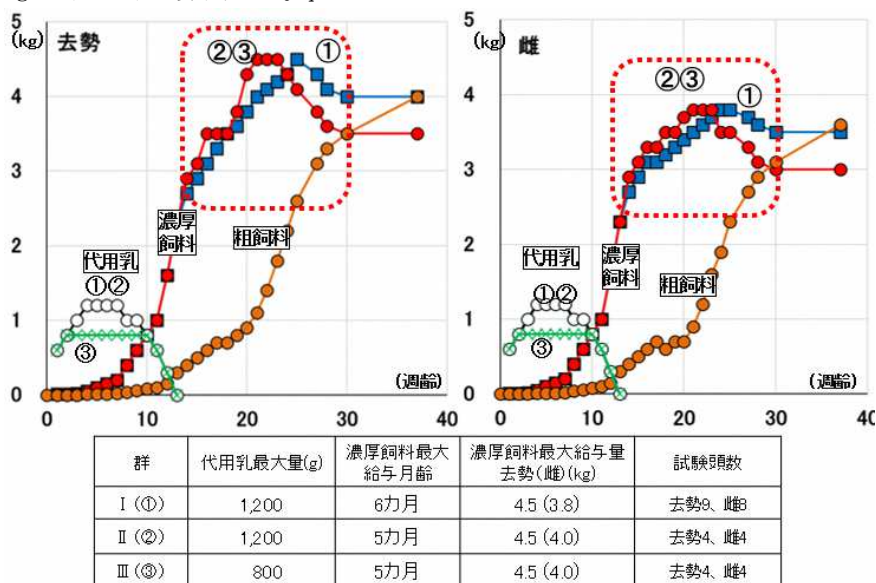 (kg)
去勢
5
4
3
2
1
0
②③
①
濃厚
飼料
粗飼料
代用乳
①②
③
(週齢)
0
10
20
30
40
(kg)
雌
5
4
3
2
1
0
②③
①
濃厚
飼料
粗飼料
代用乳
①②
③
(週齢)
0
10
20
30
40
群 代用乳最大量(g) 濃厚飼料最大給与月齢 濃厚飼料最大給与量去勢(雌)(kg) 試験頭数
Ⅰ(①) 1,200 6カ月 4.5 (3.8) 去勢9、雌8
Ⅱ(②) 1,200 5カ月 4.5 (4.0) 去勢4、雌4
Ⅲ(③) 800 5カ月 4.5 (4.0) 去勢4、雌4